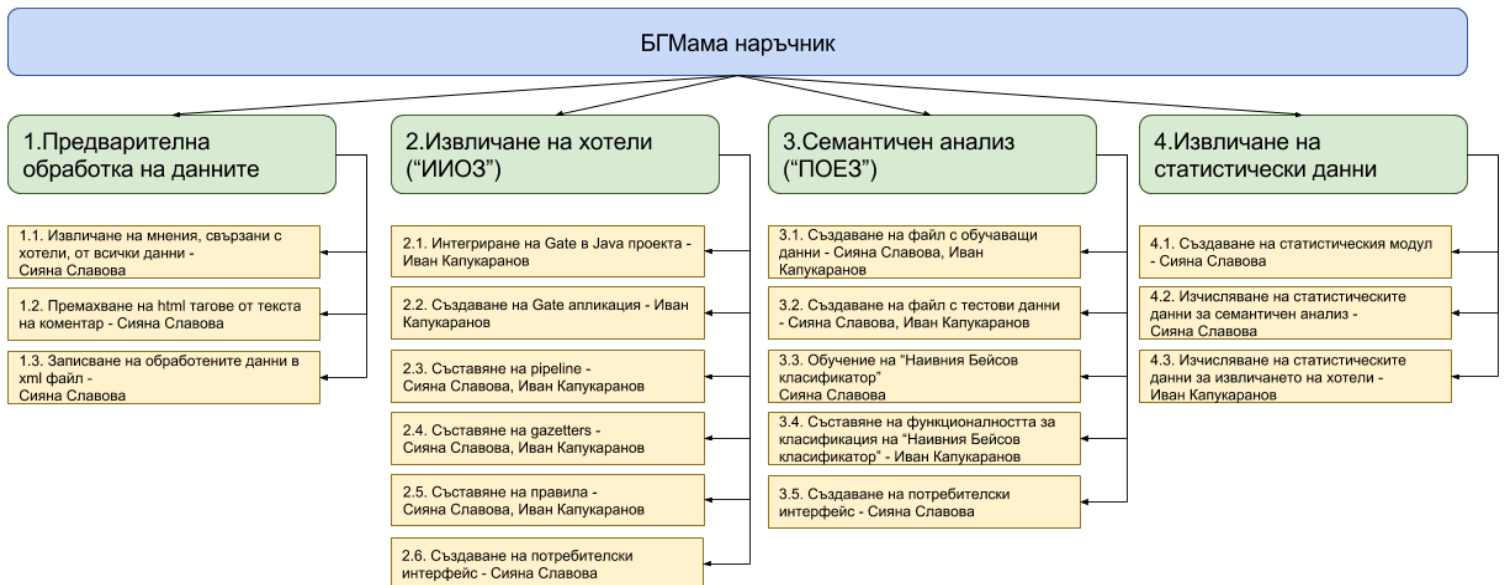 БГМама наръчник
1.Предварителна
обработка на данните
1.1. Извличане на мнения, свързани с
хотели, от всички данни -
Сияна Славова
1.2. Премахване на html тагове от текста
на коментар - Сияна Славова
1.3. Записване на обработените данни в
xml файл -
Сияна Славова
2.Извличане на хотели
(“ИИОЗ”)
2.1. Интегриране на Gate в Java проекта -
Иван Капукаранов
2.2. Създаване на Gate апликация - Иван
Капукаранов
2.3. Съставяне на pipeline -
Сияна Славова, Иван Капукаранов
2.4. Съставяне на gazetters -
Сияна Славова, Иван Капукаранов
2.5. Съставяне на правила -
Сияна Славова, Иван Капукаранов
2.6. Създаване на потребителски
интерфейс - Сияна Славова
3.Семантичен анализ
(“ПОЕЗ”)
3.1. Създаване на файл с обучаващи
данни - Сияна Славова, Иван
Капукаранов
3.2. Създаване на файл с тестови данни
- Сияна Славова, Иван Капукаранов
3.3. Обучение на “Наивния Бейсов
класификатор”
Сияна Славова
3.4. Съставяне на функционалността за
класификация на “Наивния Бейсов
класификатор” - Иван Капукаранов
3.5. Създаване на потребителски
интерфейс - Сияна Славова
4.Извличане на
статистически данни
4.1. Създаване на статистическия модул
- Сияна Славова
4.2. Изчисляване на статистическите
данни за семантичен анализ -
Сияна Славова
4.3. Изчисляване на статистическите
данни за извличането на хотели -
Иван Капукаранов